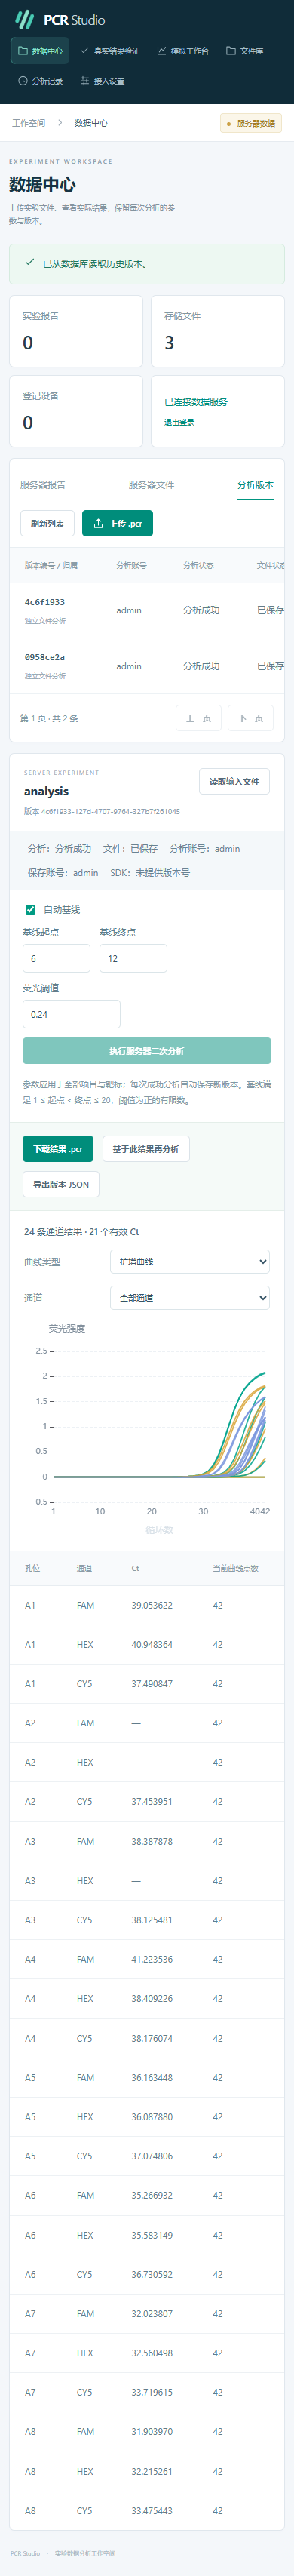 PCR Studio
数据中心
真实结果验证
模拟工作台
文件库
分析记录
接入设置
工作空间 > 数据中心
服务器数据
EXPERIMENT WORKSPACE
数据中心
上传实验文件、查看实际结果，保留每次分析的参
数与版本。
已从数据库读取历史版本。
实验报告
0
存储文件
3
登记设备
0
已连接数据服务
退出登录
服务器报告 服务器文件 分析版本
刷新列表 上传 .pcr
版本编号 / 归属 分析账号 分析状态 文件状态
4c6f1933
独立文件分析
admin 分析成功 已保存
0958ce2a
独立文件分析
admin 分析成功 已保存
第 1 页 · 共 2 条 上一页 下一页
SERVER EXPERIMENT
analysis
版本 4c6f1933-127d-4707-9764-327b7f261045
读取输入文件
分析：分析成功 文件：已保存 分析账号：admin
保存账号：admin SDK：未提供版本号
自动基线
基线起点 基线终点
6 12
荧光阈值
0.24
执行服务器二次分析
参数应用于全部项目与靶标；每次成功分析自动保存新版本。基线满
足 1 ≤ 起点 < 终点 ≤ 20，阈值为正的有限数。
下载结果 .pcr 基于此结果再分析
导出版本 JSON
24 条通道结果 · 21 个有效 Ct
曲线类型 扩增曲线
通道 全部通道
荧光强度
2.5
2
1.5
1
0.5
0
-0.5
1 10 20 30 40 42
循环数
孔位 通道 Ct 当前曲线点数
A1 FAM 39.053622 42
A1 HEX 40.948364 42
A1 CY5 37.490847 42
A2 FAM — 42
A2 HEX — 42
A2 CY5 37.453951 42
A3 FAM 38.387878 42
A3 HEX — 42
A3 CY5 38.125481 42
A4 FAM 41.223536 42
A4 HEX 38.409226 42
A4 CY5 38.176074 42
A5 FAM 36.163448 42
A5 HEX 36.087880 42
A5 CY5 37.074806 42
A6 FAM 35.266932 42
A6 HEX 35.583149 42
A6 CY5 36.730592 42
A7 FAM 32.023807 42
A7 HEX 32.560498 42
A7 CY5 33.719615 42
A8 FAM 31.903970 42
A8 HEX 32.215261 42
A8 CY5 33.475443 42
PCR Studio 实验数据分析工作空间